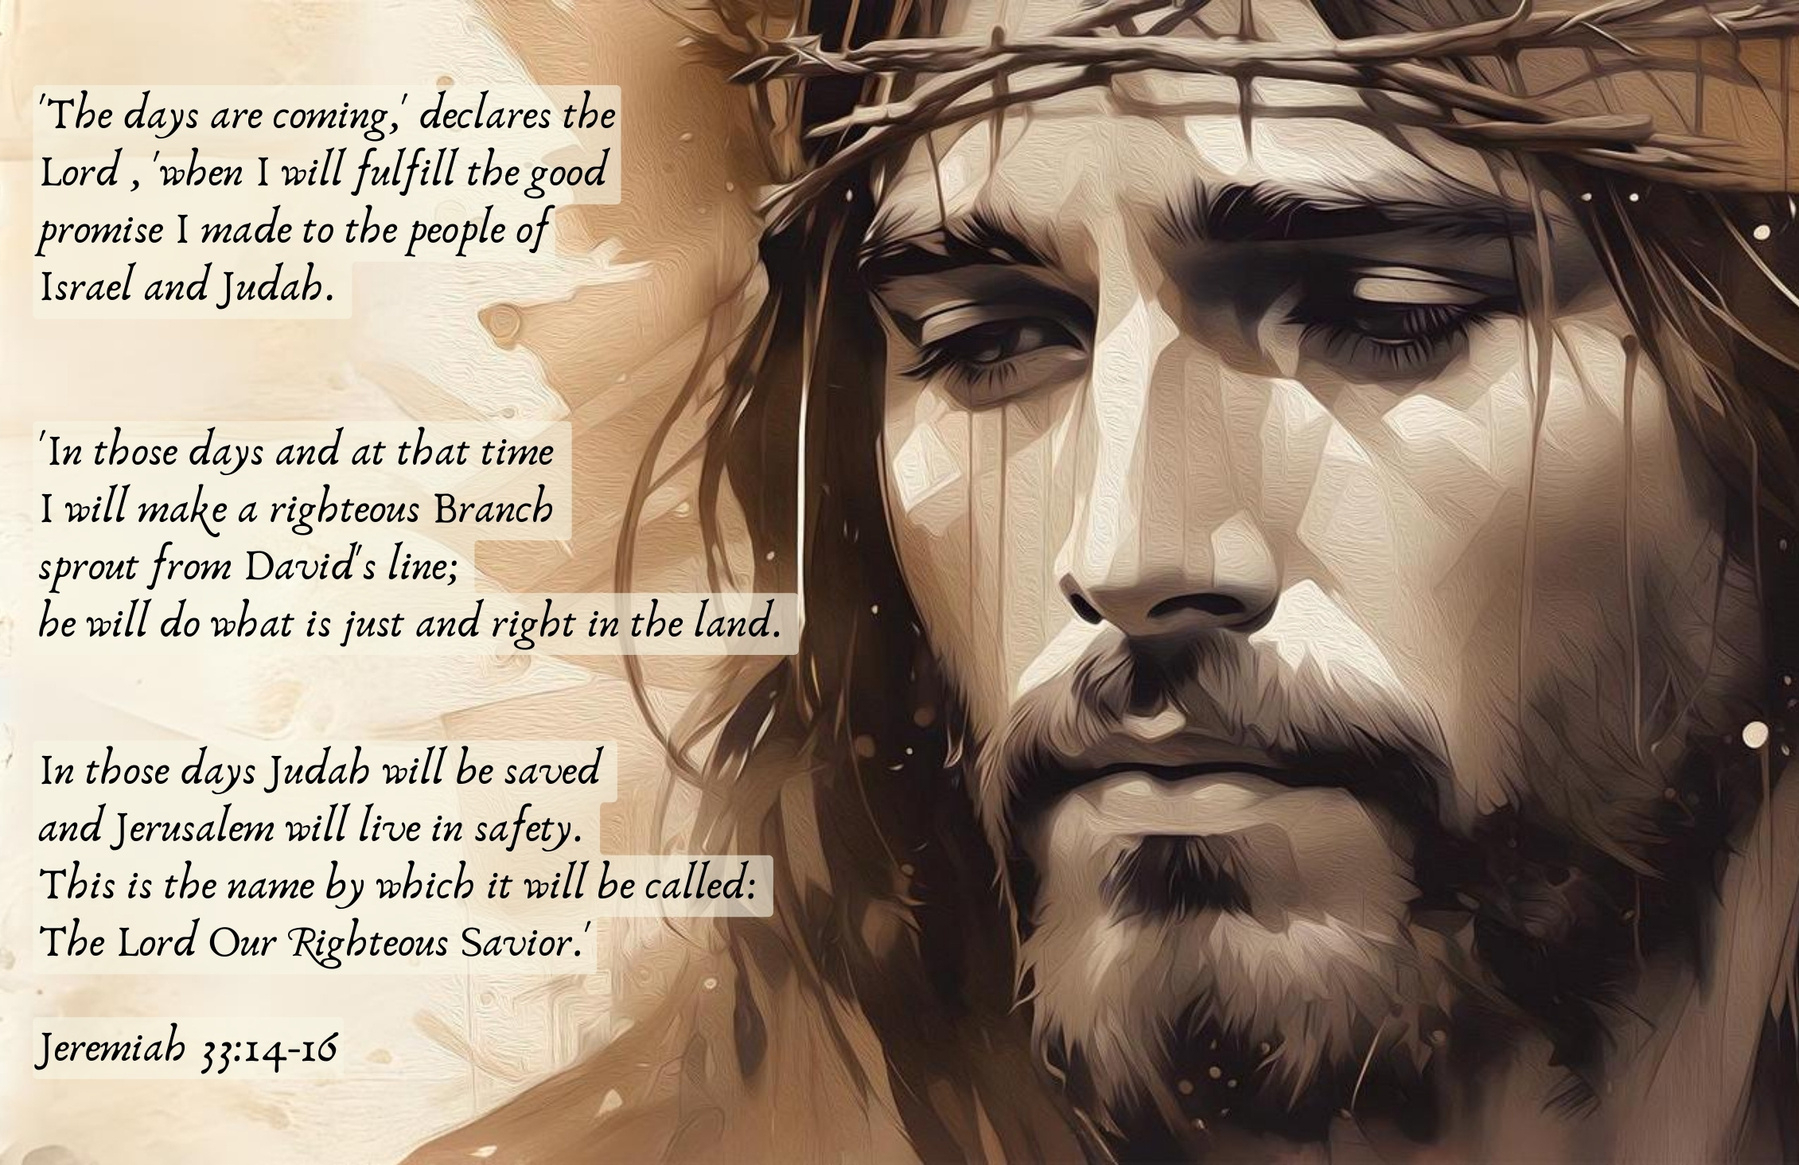 'The days are coming,' declares the
Lord , 'when I will fulfill the good
promise I made to the people of
Israel and Judah.
'In those days and at that time
I will make a righteous Branch
sprout from David's line;
he will do what is just and right in the land.
In those days Judah will be saved
and Jerusalem will live in safety.
This is the name by which it will be called:
The Lord Our Righteous Savior.'
Jeremiah 33:14-16